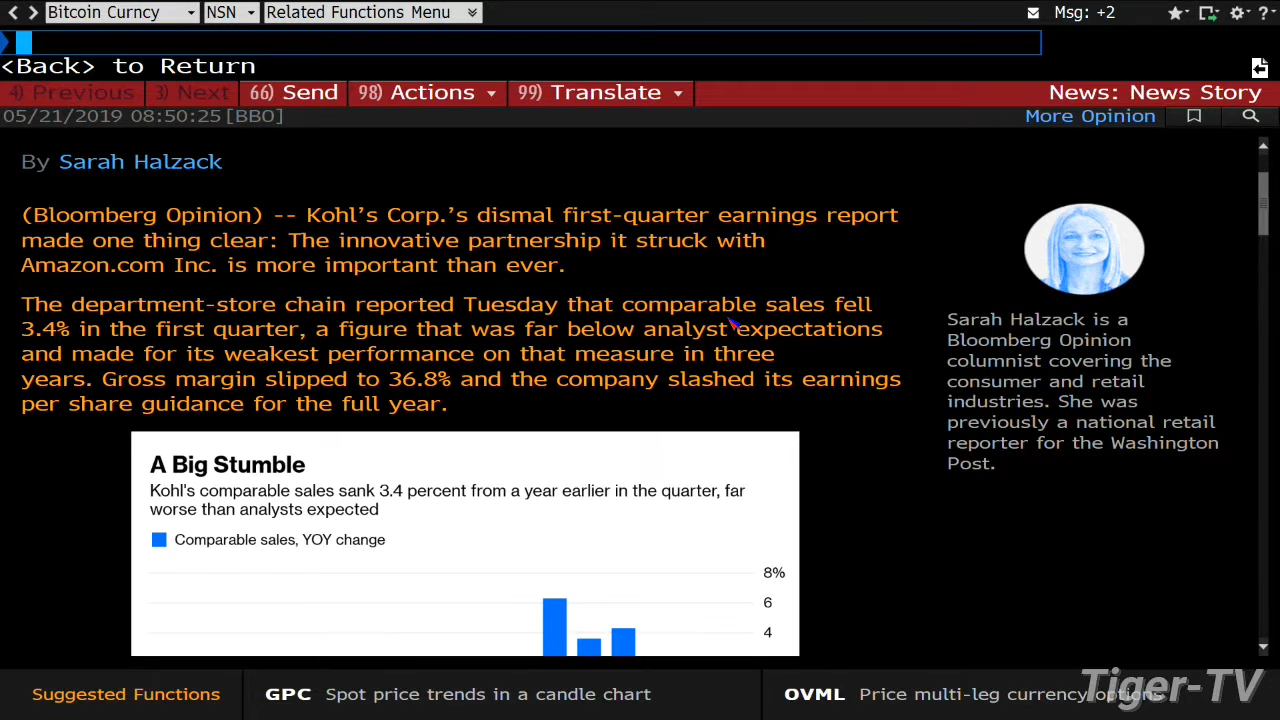 Bitcoin Curncy NSN Related Functions Menu Msg: +2
<Back> to Return
4) Previous 3) Next 66) Send 98) Actions 99) Translate News: News Story
05/21/2019 08:50:25[BBO] More Opinion
By Sarah Halzack
(Bloomberg Opinion) -- Kohl's Corp.'s dismal first-quarter earnings report
made one thing clear: The innovative partnership it struck with
Amazon.com Inc. is more important than ever.
The department-store chain reported Tuesday that comparable sales fell
3.4% in the first quarter, a figure that was far below analyst expectations
and made for its weakest performance on that measure in three
years. Gross margin slipped to 36.8% and the company slashed its earnings
per share guidance for the full year.
Sarah Halzack is a
Bloomberg Opinion
columnist covering the
consumer and retail
industries. She was
previously a national retail
reporter for the Washington
Post.
A Big Stumble
Kohl's comparable sales sank 3.4 percent from a year earlier in the quarter, far
worse than analysts expected
Comparable sales, YOY change
8%
6
4
Suggested Functions GPC Spot price trends in a candle chart OVML Price multi-leg currency options
Tiger-TV